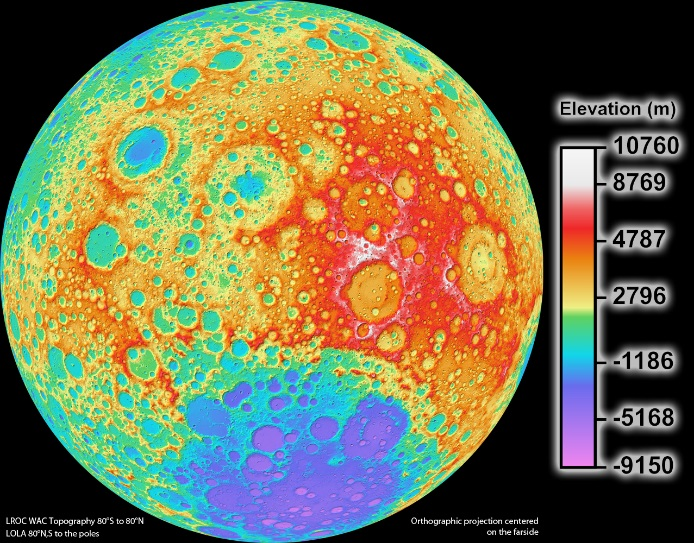 Elevation (m)
10760
8769
4787
2796
-1186
-5168
-9150
LROC WAC Topography 80°S to 80°N
LOLA 80°N,S to the poles
Orthographic projection centered
on the farside